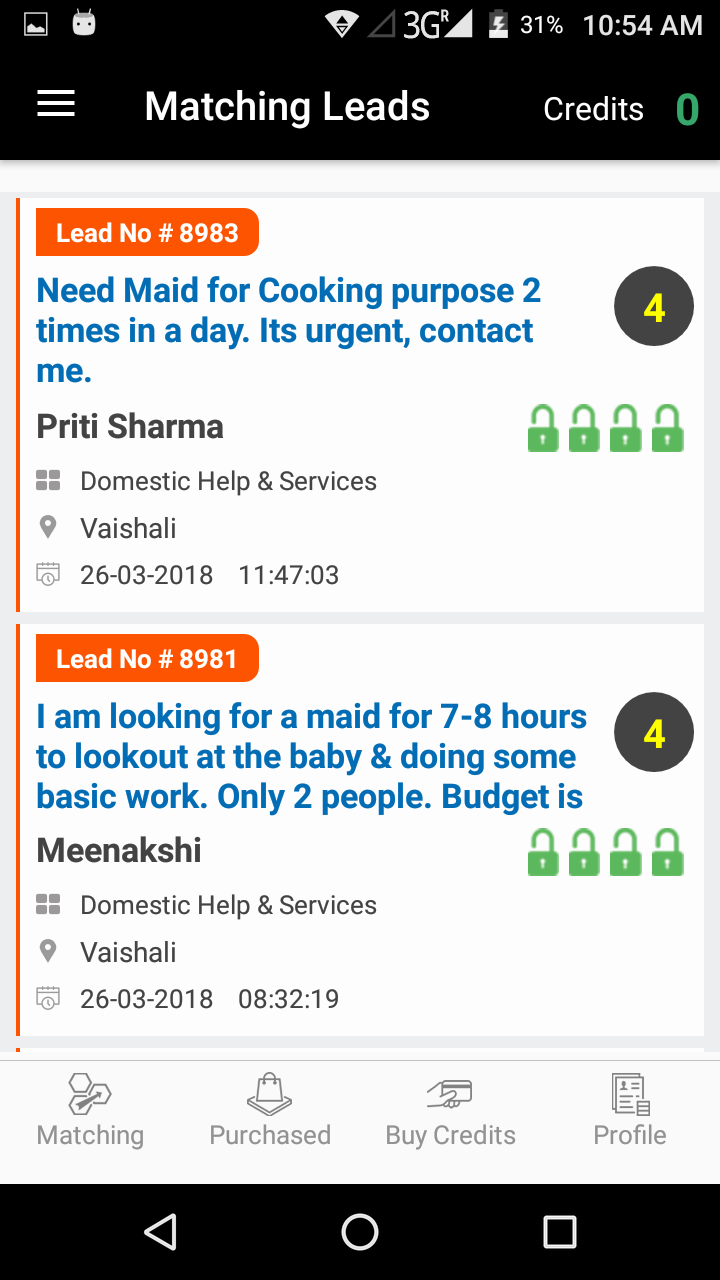 3G R 31% 10:54 AM
Matching Leads Credits 0
Lead No # 8983
Need Maid for Cooking purpose 2
times in a day. Its urgent, contact
me.
4
Priti Sharma
Domestic Help & Services
Vaishali
26-03-2018 11:47:03
Lead No # 8981
I am looking for a maid for 7-8 hours
to lookout at the baby & doing some
basic work. Only 2 people. Budget is
4
Meenakshi
Domestic Help & Services
Vaishali
26-03-2018 08:32:19
Matching Purchased Buy Credits Profile